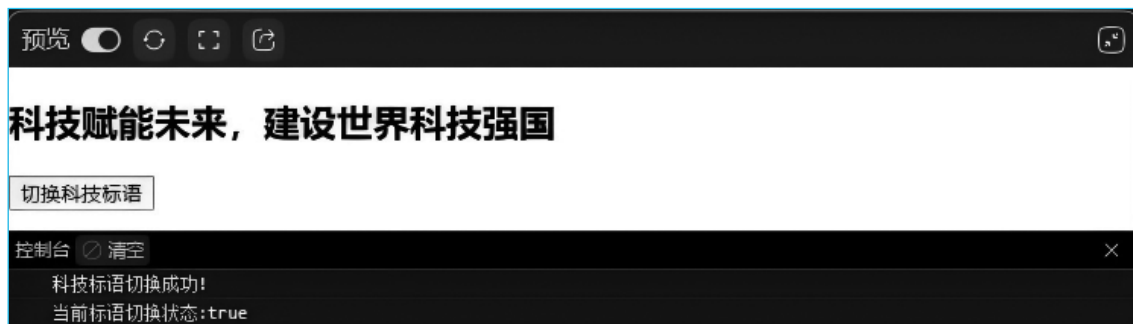 预览
科技赋能未来，建设世界科技强国
切换科技标语
控制台 清空
科技标语切换成功!
当前标语切换状态:true